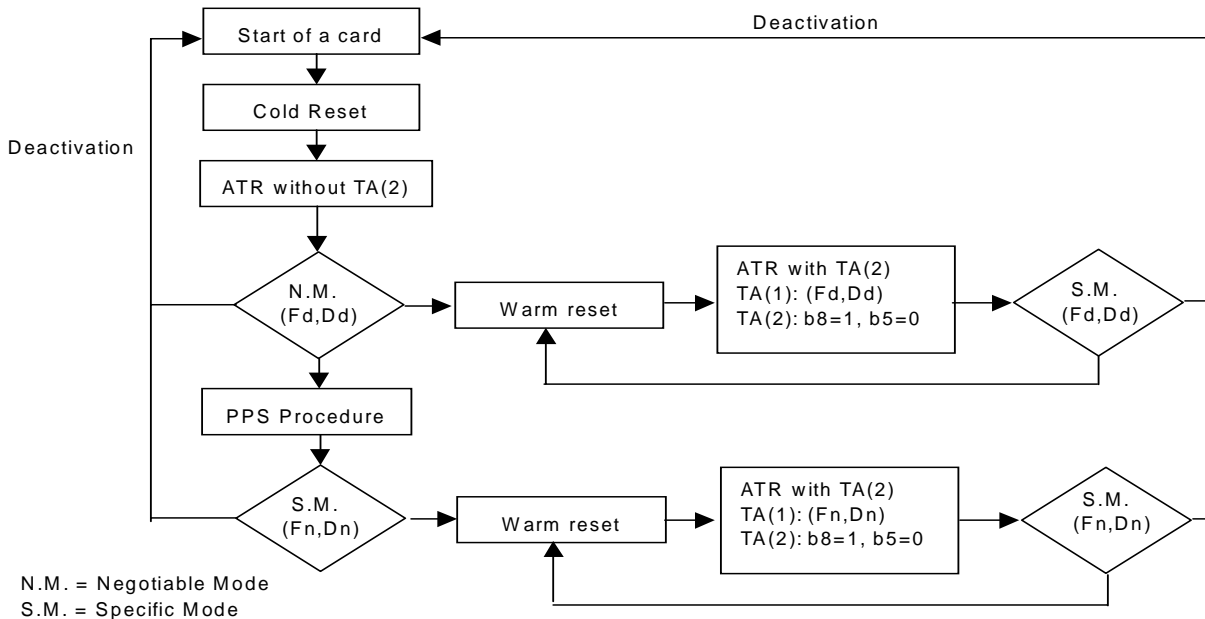 Deactivation
Start of a card
Cold Reset
Deactivation
ATR without TA(2)
N.M.
(Fd,Dd)
Warm reset
ATR with TA(2)
TA(1): (Fd,Dd)
TA(2): b8=1, b5=0
S.M.
(Fd,Dd)
PPS Procedure
S.M.
(Fn,Dn)
Warm reset
ATR with TA(2)
TA(1): (Fn,Dn)
TA(2): b8=1, b5=0
S.M.
(Fn,Dn)
N.M. = Negotiable Mode
S.M. = Specific Mode